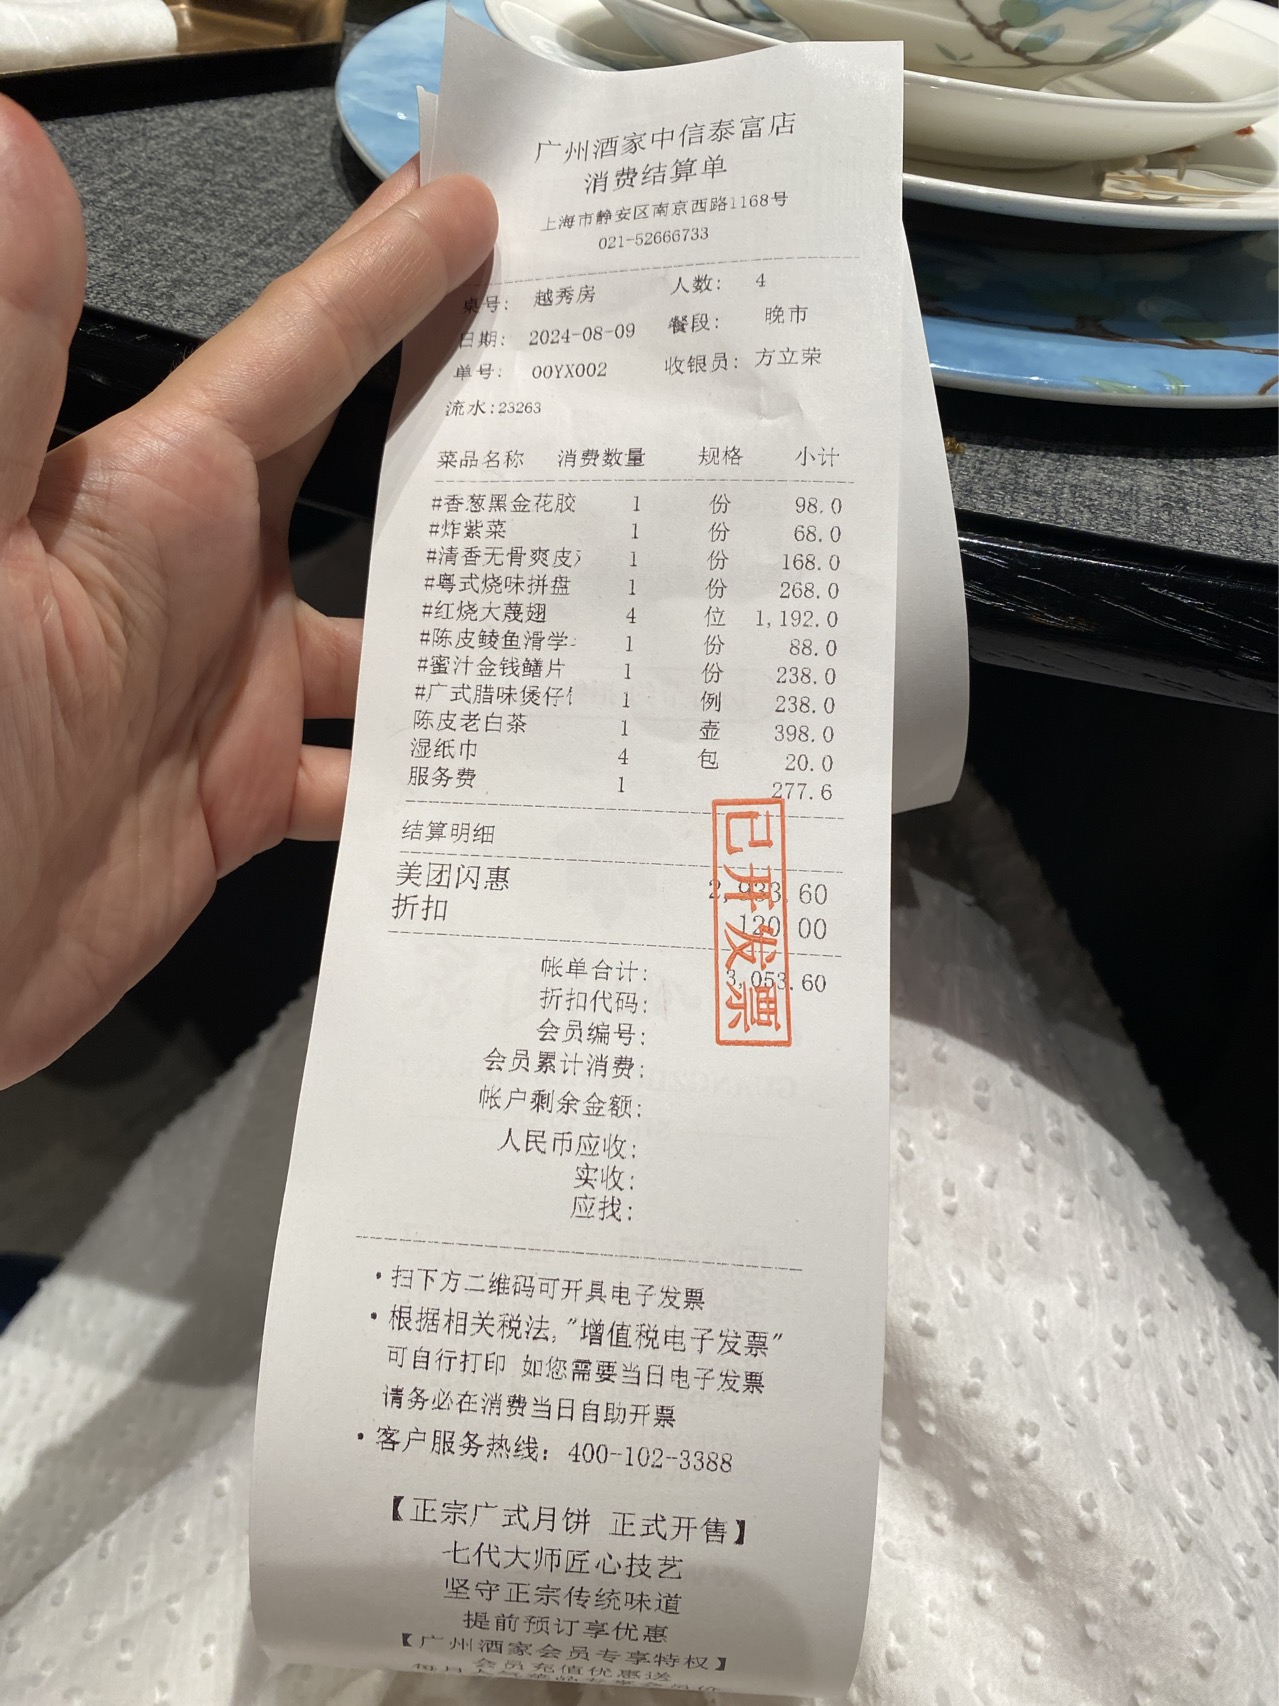 广州酒家中信泰富店
消费结算单
上海市静安区南京西路1168号
021-52666733
桌号: 越秀房 人数: 4
日期: 2024-08-09 餐段: 晚市
单号: 00YX002 收银员: 方立荣
流水:23263
菜品名称 消费数量 规格 小计
#香葱黑金花胶 1 份 98.0
#炸紫菜 1 份 68.0
#清香无骨爽皮 1 份 168.0
#粤式烧味拼盘 1 份 268.0
#红烧大蔑翅 4 位 1,192.0
#陈皮鲮鱼滑学 1 份 88.0
#蜜汁金钱鳝片 1 份 238.0
#广式腊味煲仔 1 例 238.0
陈皮老白茶 1 壶 398.0
湿纸巾 4 包 20.0
服务费 1 277.6
结算明细
美团闪惠 2,933.60
折扣 120.00
已开发票
帐单合计: 3,053.60
折扣代码:
会员编号:
会员累计消费:
帐户剩余金额:
人民币应收:
实收:
应找:
·扫下方二维码可开具电子发票
·根据相关税法,"增值税电子发票"
可自行打印 如您需要当日电子发票
请务必在消费当日自助开票
·客户服务热线: 400-102-3388
【正宗广式月饼 正式开售】
七代大师匠心技艺
坚守正宗传统味道
提前预订享优惠
【广州酒家会员专享特权】
会员充值优惠送